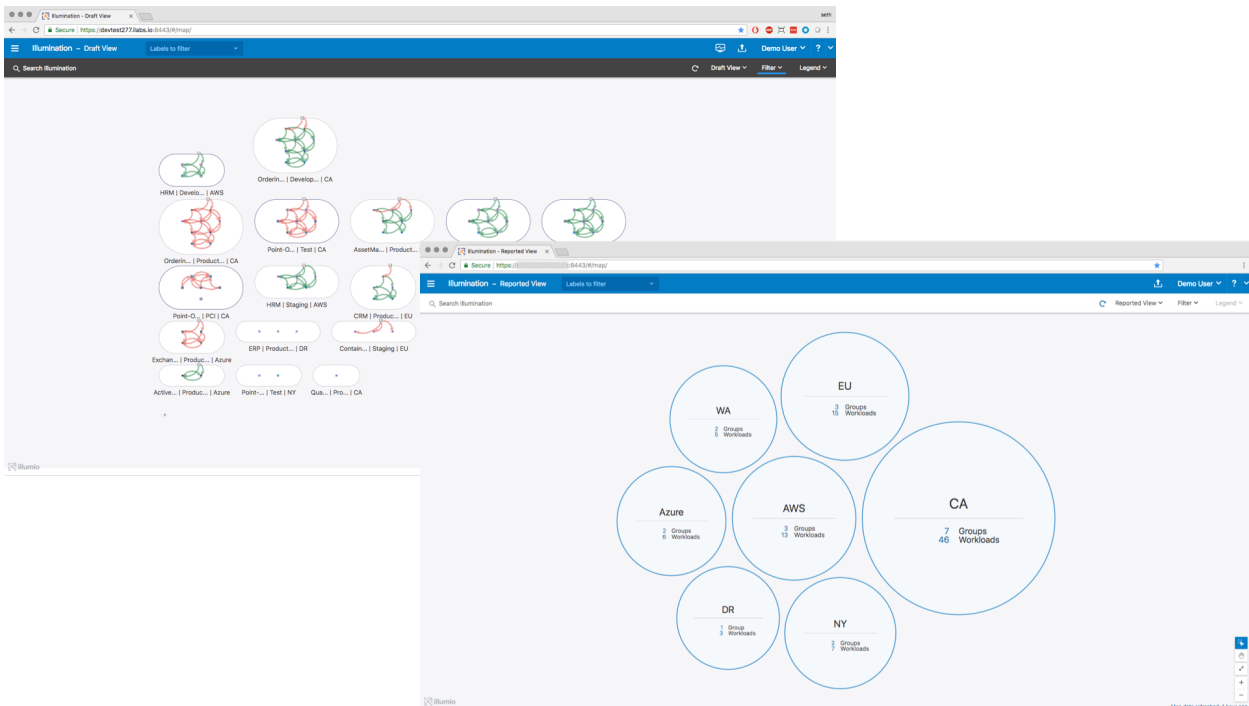 Illumination - Draft View
seth
Secure | https://devtest277.ilabs.io:8443/#/map/
Illumination – Draft View
Labels to filter
Demo User
?
Search Illumination
Draft View
Filter
Legend
Orderin... | Develop... | CA
HRM | Develo... | AWS
Point-O... | Test | CA
AssetMa... | Product...
Orderin... | Product... | CA
HRM | Staging | AWS
Point-O... | PCI | CA
CRM | Produc... | EU
ERP | Product... | DR
Contain... | Staging | EU
Exchan... | Produc... | Azure
Active... | Produc... | Azure
Point-... | Test | NY
Qua... | Pro... | CA
illumio
Illumination - Reported View
Secure | https://
:8443/#/map/
Illumination – Reported View
Labels to filter
Demo User
?
Search Illumination
Reported View
Filter
Legend
EU
3 Groups
15 Workloads
WA
2 Groups
5 Workloads
CA
7 Groups
46 Workloads
AWS
3 Groups
13 Workloads
Azure
2 Groups
6 Workloads
DR
1 Group
3 Workloads
NY
2 Groups
7 Workloads
illumio